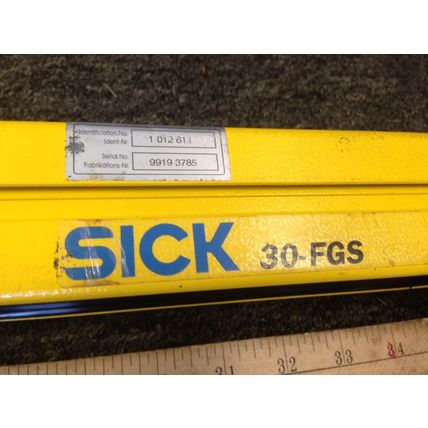 Identification No.
Ident-Nr. 1 012 611
Serial No.
Fabrikations-Nr. 9919 3785
SICK 30-FGS
31 32 33 34